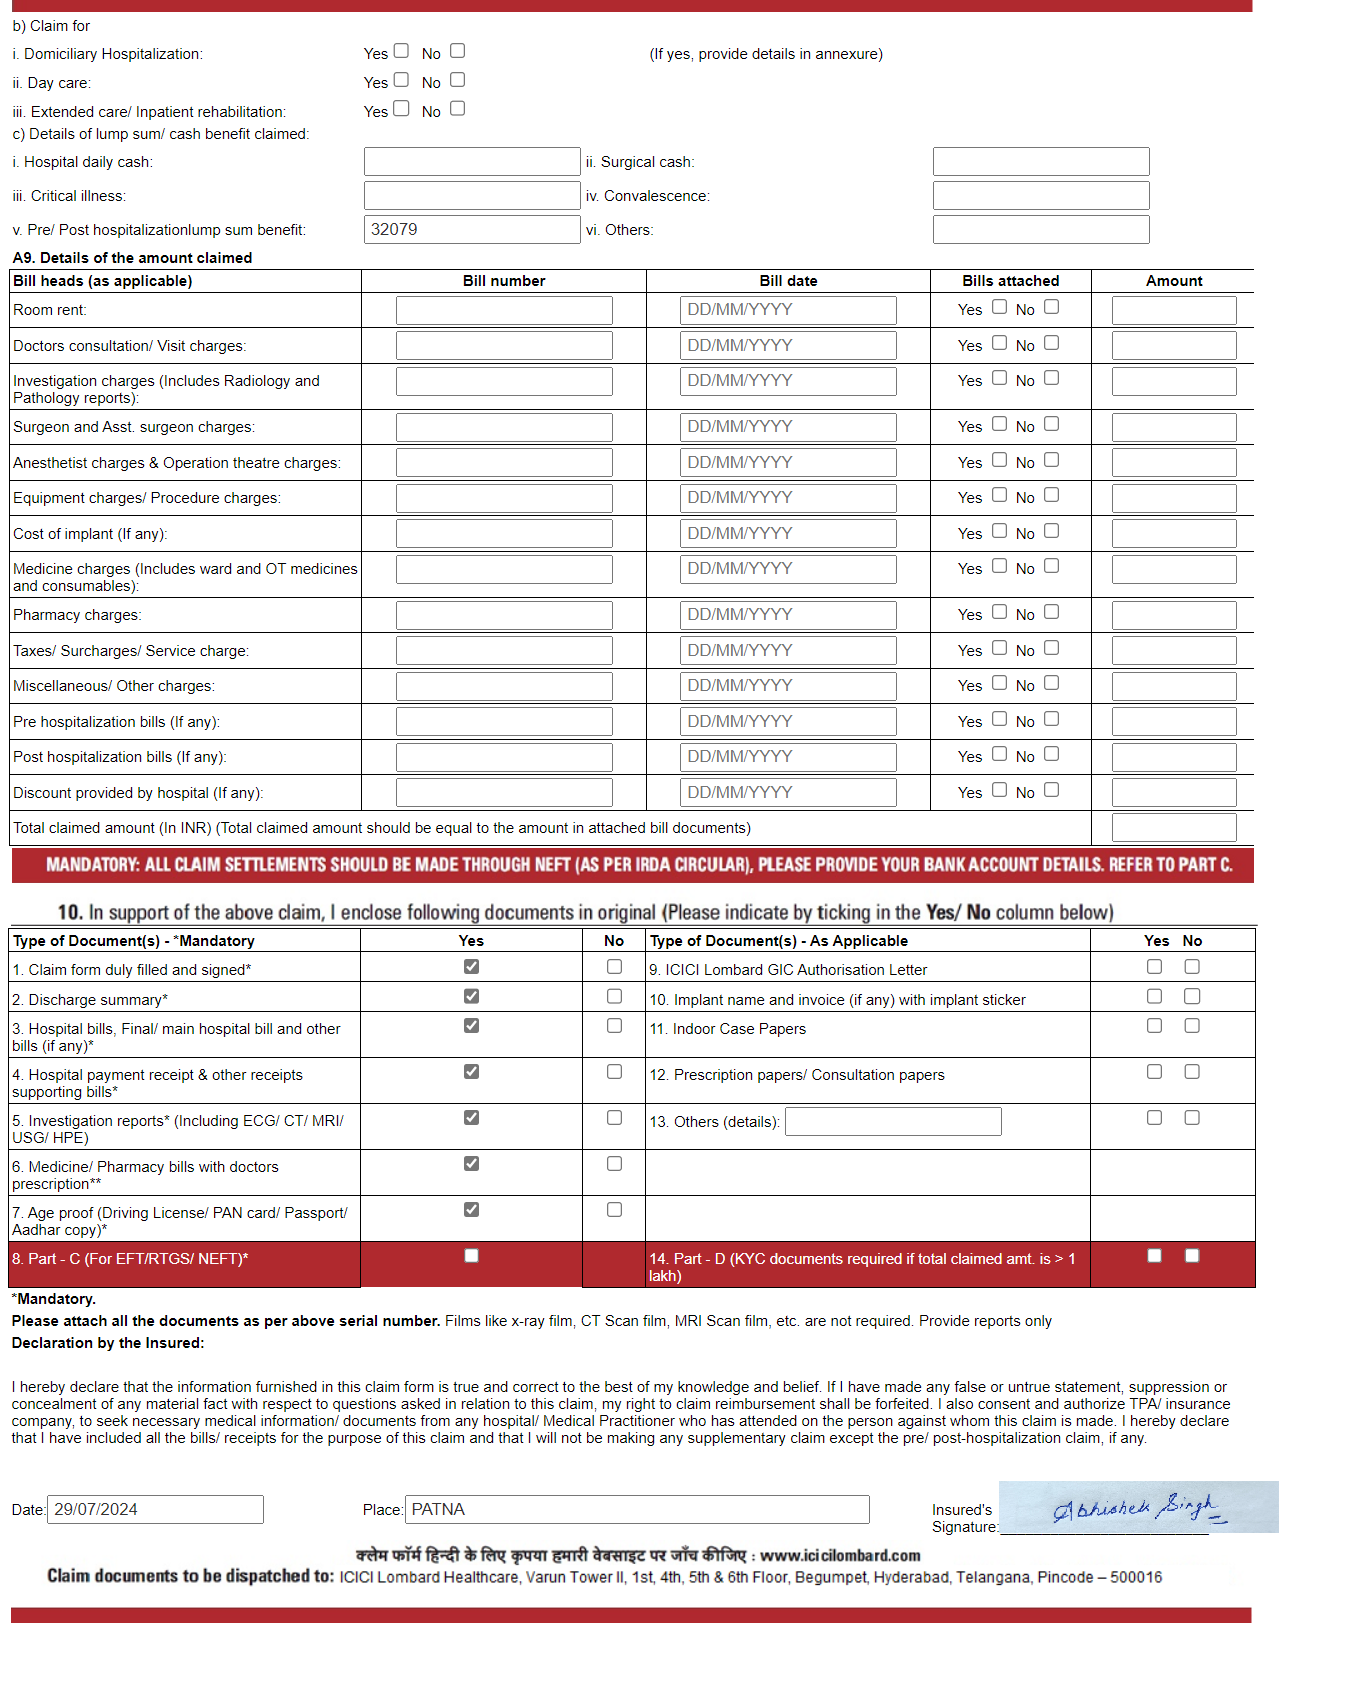 b) Claim for
i. Domiciliary Hospitalization: Yes No (If yes, provide details in annexure)
ii. Day care: Yes No
iii. Extended care/ Inpatient rehabilitation: Yes No
c) Details of lump sum/ cash benefit claimed:
i. Hospital daily cash: ii. Surgical cash:
iii. Critical illness: iv. Convalescence:
v. Pre/ Post hospitalizationlump sum benefit: 32079 vi. Others:
A9. Details of the amount claimed
Bill heads (as applicable) Bill number Bill date Bills attached Amount
Room rent: DD/MM/YYYY Yes No
Doctors consultation/ Visit charges: DD/MM/YYYY Yes No
Investigation charges (Includes Radiology and DD/MM/YYYY Yes No
Pathology reports):
Surgeon and Asst. surgeon charges: DD/MM/YYYY Yes No
Anesthetist charges & Operation theatre charges: DD/MM/YYYY Yes No
Equipment charges/ Procedure charges: DD/MM/YYYY Yes No
Cost of implant (If any): DD/MM/YYYY Yes No
Medicine charges (Includes ward and OT medicines DD/MM/YYYY Yes No
and consumables):
Pharmacy charges: DD/MM/YYYY Yes No
Taxes/ Surcharges/ Service charge: DD/MM/YYYY Yes No
Miscellaneous/ Other charges: DD/MM/YYYY Yes No
Pre hospitalization bills (If any): DD/MM/YYYY Yes No
Post hospitalization bills (If any): DD/MM/YYYY Yes No
Discount provided by hospital (If any): DD/MM/YYYY Yes No
Total claimed amount (In INR) (Total claimed amount should be equal to the amount in attached bill documents)
MANDATORY: ALL CLAIM SETTLEMENTS SHOULD BE MADE THROUGH NEFT (AS PER IRDA CIRCULAR), PLEASE PROVIDE YOUR BANK ACCOUNT DETAILS. REFER TO PART C.
10. In support of the above claim, I enclose following documents in original (Please indicate by ticking in the Yes/ No column below)
Type of Document(s) - *Mandatory Yes No Type of Document(s) - As Applicable Yes No
1. Claim form duly filled and signed* 9. ICICI Lombard GIC Authorisation Letter
2. Discharge summary* 10. Implant name and invoice (if any) with implant sticker
3. Hospital bills, Final/ main hospital bill and other 11. Indoor Case Papers
bills (if any)*
4. Hospital payment receipt & other receipts 12. Prescription papers/ Consultation papers
supporting bills*
5. Investigation reports* (Including ECG/ CT/ MRI/ 13. Others (details):
USG/ HPE)
6. Medicine/ Pharmacy bills with doctors
prescription**
7. Age proof (Driving License/ PAN card/ Passport/
Aadhar copy)*
8. Part - C (For EFT/RTGS/ NEFT)* 14. Part - D (KYC documents required if total claimed amt. is > 1
lakh)
*Mandatory.
Please attach all the documents as per above serial number. Films like x-ray film, CT Scan film, MRI Scan film, etc. are not required. Provide reports only
Declaration by the Insured:
I hereby declare that the information furnished in this claim form is true and correct to the best of my knowledge and belief. If I have made any false or untrue statement, suppression or
concealment of any material fact with respect to questions asked in relation to this claim, my right to claim reimbursement shall be forfeited. I also consent and authorize TPA/ insurance
company, to seek necessary medical information/ documents from any hospital/ Medical Practitioner who has attended on the person against whom this claim is made. I hereby declare
that I have included all the bills/ receipts for the purpose of this claim and that I will not be making any supplementary claim except the pre/ post-hospitalization claim, if any.
Date: 29/07/2024 Place: PATNA Insured's Abhishek Singh
Signature:
क्लेम फॉर्म हिन्दी के लिए कृपया हमारी वेबसाइट पर जाँच कीजिए : www.icicilombard.com
Claim documents to be dispatched to: ICICI Lombard Healthcare, Varun Tower II, 1st, 4th, 5th & 6th Floor, Begumpet, Hyderabad, Telangana, Pincode – 500016